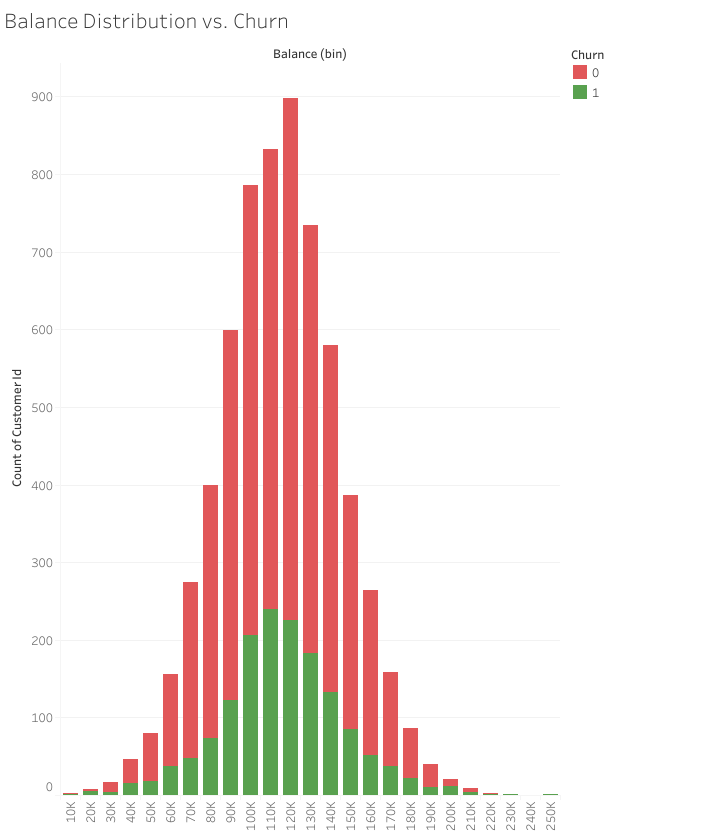 Balance Distribution vs. Churn
Balance (bin)
Churn
0
1
Count of Customer Id
900
800
700
600
500
400
300
200
100
0
10K
20K
30K
40K
50K
60K
70K
80K
90K
100K
110K
120K
130K
140K
150K
160K
170K
180K
190K
200K
210K
220K
230K
240K
250K